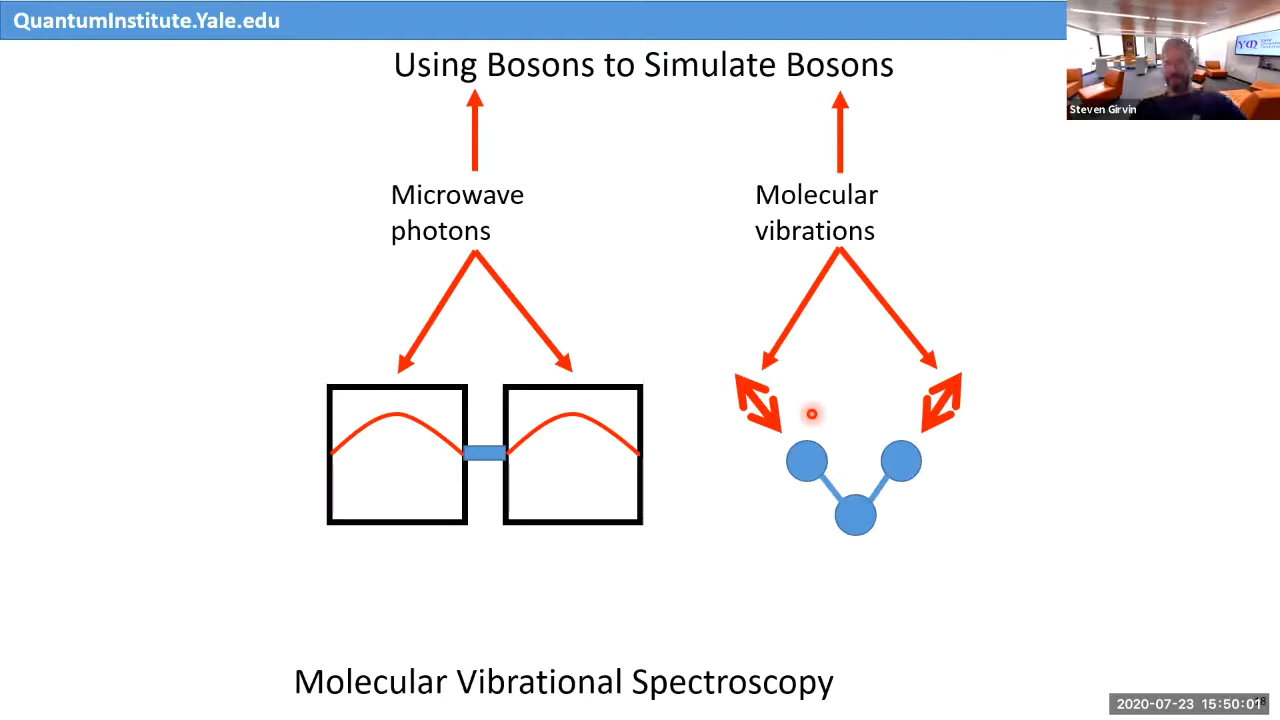 QuantumInstitute.Yale.edu
Using Bosons to Simulate Bosons
Steven Girvin
Microwave
photons
Molecular
vibrations
Molecular Vibrational Spectroscopy
2020-07-23 15:50:01